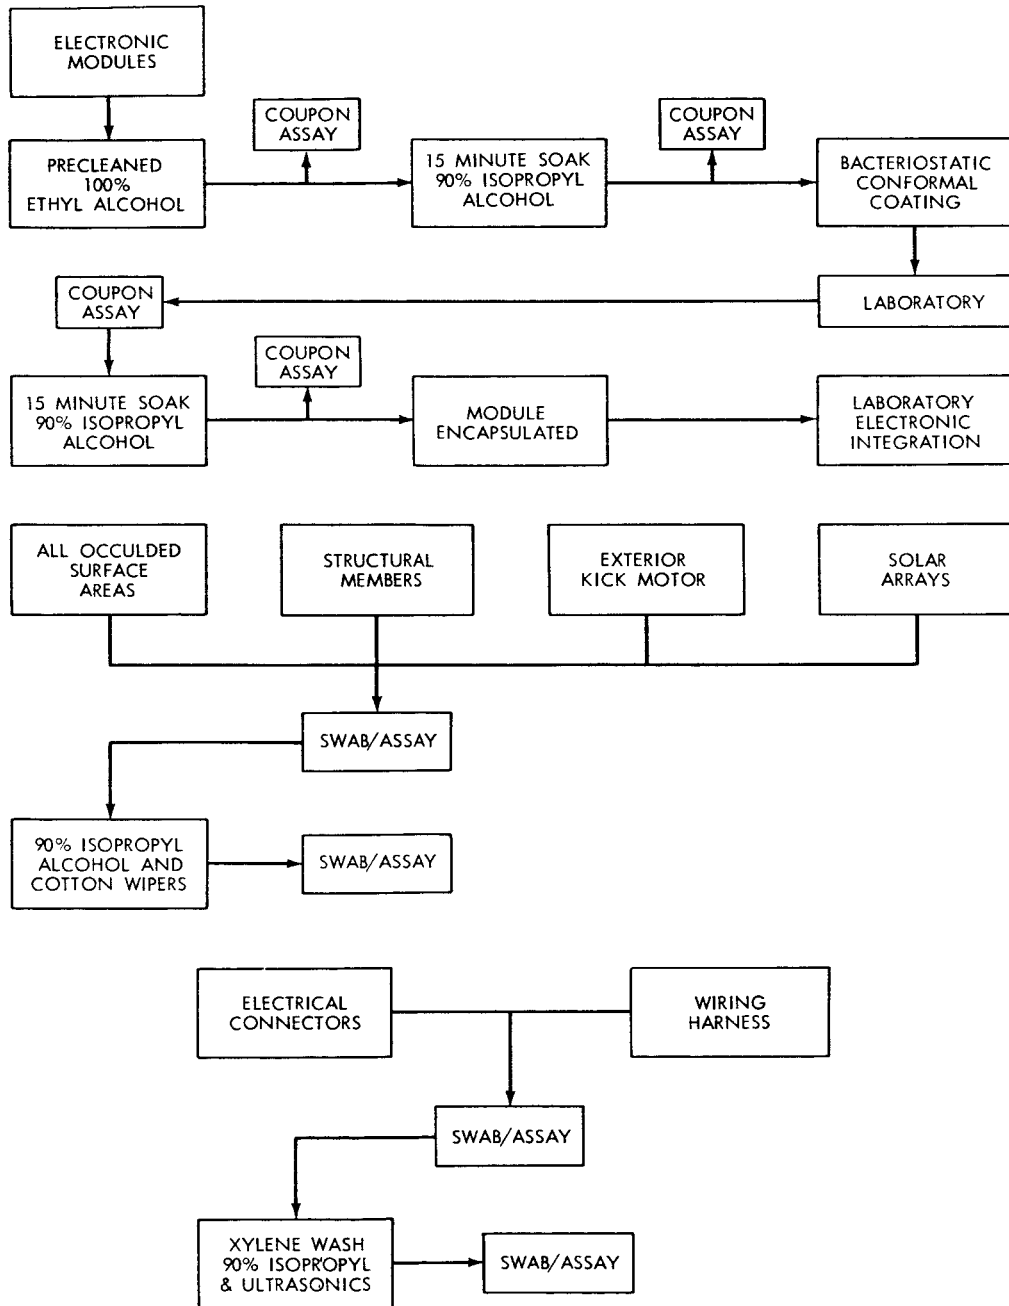 ELECTRONIC
MODULES
COUPON
ASSAY
COUPON
ASSAY
PRECLEANED
100%
ETHYL ALCOHOL
15 MINUTE SOAK
90% ISOPROPYL
ALCOHOL
BACTERIOSTATIC
CONFORMAL
COATING
COUPON
ASSAY
LABORATORY
COUPON
ASSAY
15 MINUTE SOAK
90% ISOPROPYL
ALCOHOL
MODULE
ENCAPSULATED
LABORATORY
ELECTRONIC
INTEGRATION
ALL OCCULDED
SURFACE
AREAS
STRUCTURAL
MEMBERS
EXTERIOR
KICK MOTOR
SOLAR
ARRAYS
SWAB/ASSAY
90% ISOPROPYL
ALCOHOL AND
COTTON WIPERS
SWAB/ASSAY
ELECTRICAL
CONNECTORS
WIRING
HARNESS
SWAB/ASSAY
XYLENE WASH
90% ISOPROPYL
& ULTRASONICS
SWAB/ASSAY